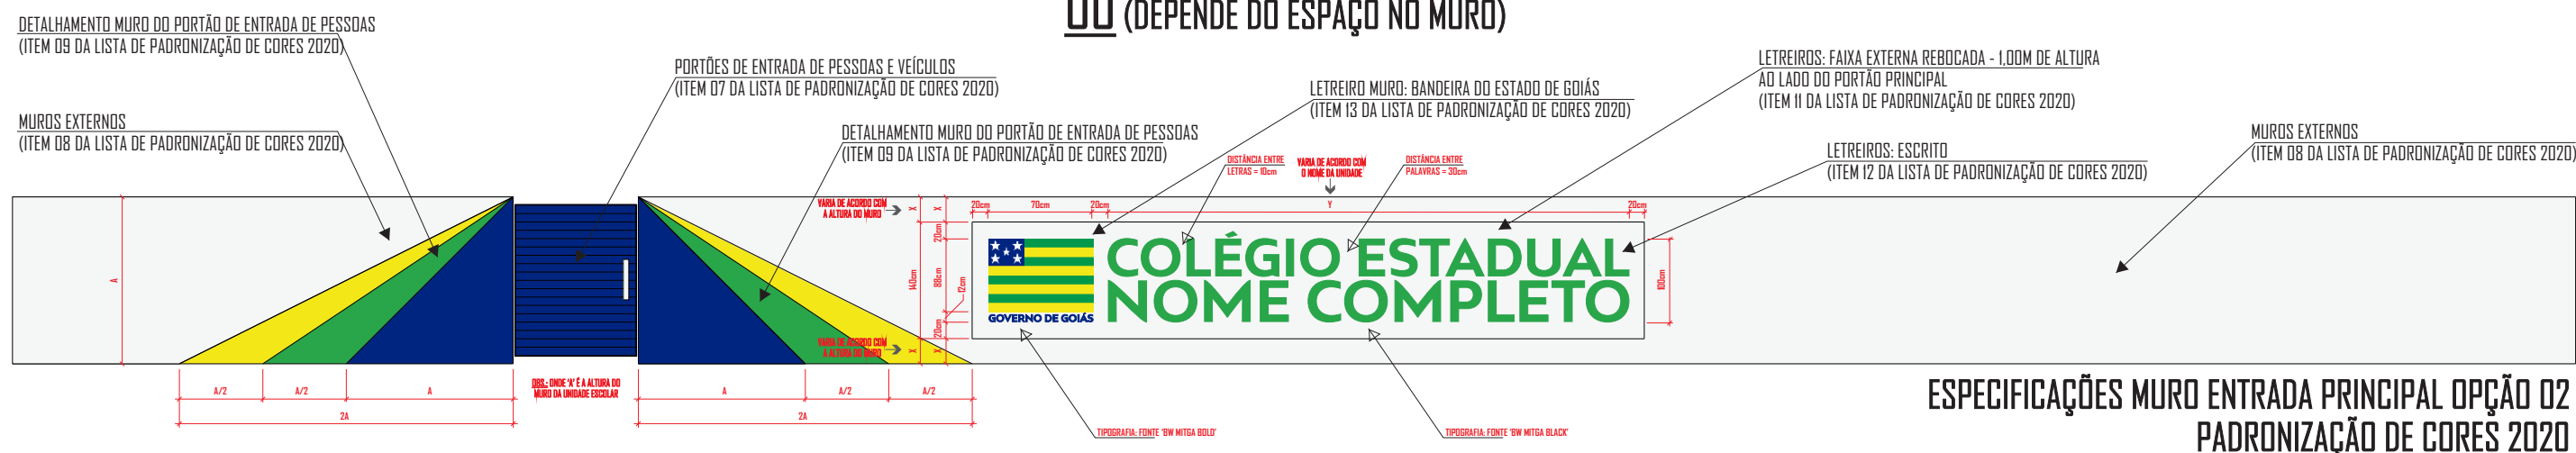 OU (DEPENDE DO ESPAÇO NO MURO)
DETALHAMENTO MURO DO PORTÃO DE ENTRADA DE PESSOAS
(ITEM 09 DA LISTA DE PADRONIZAÇÃO DE CORES 2020)
MUROS EXTERNOS
(ITEM 08 DA LISTA DE PADRONIZAÇÃO DE CORES 2020)
PORTÕES DE ENTRADA DE PESSOAS E VEÍCULOS
(ITEM 07 DA LISTA DE PADRONIZAÇÃO DE CORES 2020)
DETALHAMENTO MURO DO PORTÃO DE ENTRADA DE PESSOAS
(ITEM 09 DA LISTA DE PADRONIZAÇÃO DE CORES 2020)
LETREIRO MURO: BANDEIRA DO ESTADO DE GOIÁS
(ITEM 13 DA LISTA DE PADRONIZAÇÃO DE CORES 2020)
LETREIROS: FAIXA EXTERNA REBOCADA - 1,00M DE ALTURA
AO LADO DO PORTÃO PRINCIPAL
(ITEM 11 DA LISTA DE PADRONIZAÇÃO DE CORES 2020)
LETREIROS: ESCRITO
(ITEM 12 DA LISTA DE PADRONIZAÇÃO DE CORES 2020)
MUROS EXTERNOS
(ITEM 08 DA LISTA DE PADRONIZAÇÃO DE CORES 2020)
DISTÂNCIA ENTRE
LETRAS = 10cm
VARIA DE ACORDO COM
O NOME DA UNIDADE
DISTÂNCIA ENTRE
PALAVRAS = 30cm
VARIA DE ACORDO COM
A ALTURA DO MURO
X
X
20cm
70cm
20cm
Y
20cm
A
140cm
20cm
88cm
12cm
20cm
100cm
COLÉGIO ESTADUAL
NOME COMPLETO
GOVERNO DE GOIÁS
VARIA DE ACORDO COM
A ALTURA DO MURO
X
X
A/2
A/2
A
2A
OBS.: ONDE 'A' É A ALTURA DO
MURO DA UNIDADE ESCOLAR
A
A/2
A/2
2A
TIPOGRAFIA: FONTE 'BW MITGA BOLD'
TIPOGRAFIA: FONTE 'BW MITGA BLACK'
ESPECIFICAÇÕES MURO ENTRADA PRINCIPAL OPÇÃO 02
PADRONIZAÇÃO DE CORES 2020